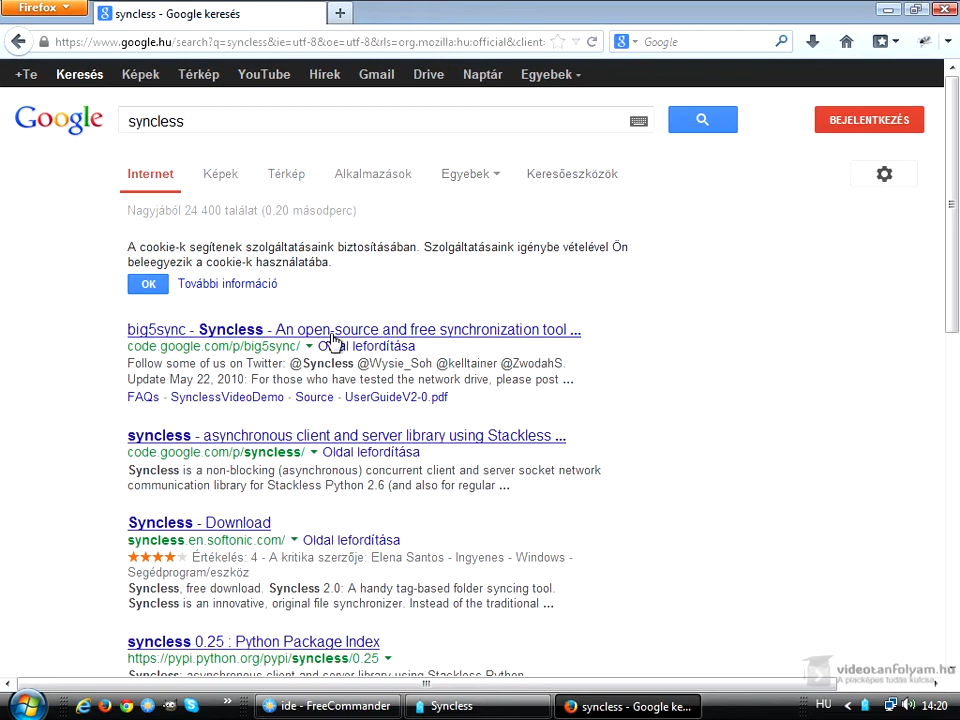 Firefox
syncless - Google keresés
https://www.google.hu/search?q=syncless&ie=utf-8&oe=utf-8&rls=org.mozilla:hu:official&client:
Google
+Te Keresés Képek Térkép YouTube Hírek Gmail Drive Naptár Egyebek
Google
syncless
BEJELENTKEZÉS
Internet Képek Térkép Alkalmazások Egyebek Keresőeszközök
Nagyjából 24 400 találat (0.20 másodperc)
A cookie-k segítenek szolgáltatásaink biztosításában. Szolgáltatásaink igénybe vételével Ön
beleegyezik a cookie-k használatába.
OK További információ
big5sync - Syncless - An open-source and free synchronization tool ...
code.google.com/p/big5sync/ Oldal lefordítása
Follow some of us on Twitter: @Syncless @Wysie_Soh @kelltainer @ZwodahS.
Update May 22, 2010: For those who have tested the network drive, please post ...
FAQs - SynclessVideoDemo - Source - UserGuideV2-0.pdf
syncless - asynchronous client and server library using Stackless ...
code.google.com/p/syncless/ Oldal lefordítása
Syncless is a non-blocking (asynchronous) concurrent client and server socket network
communication library for Stackless Python 2.6 (and also for regular ...
Syncless - Download
syncless.en.softonic.com/ Oldal lefordítása
Értékelés: 4 - A kritika szerzője: Elena Santos - Ingyenes - Windows -
Segédprogram/eszköz
Syncless, free download. Syncless 2.0: A handy tag-based folder syncing tool.
Syncless is an innovative, original file synchronizer. Instead of the traditional ...
syncless 0.25 : Python Package Index
https://pypi.python.org/pypi/syncless/0.25
Syncless: asynchronous client and server library using Stackless Python.
videotanfolyam.hu
A piacképes tudás kulcsa!
ide - FreeCommander
Syncless
syncless - Google ke...
HU
14:20